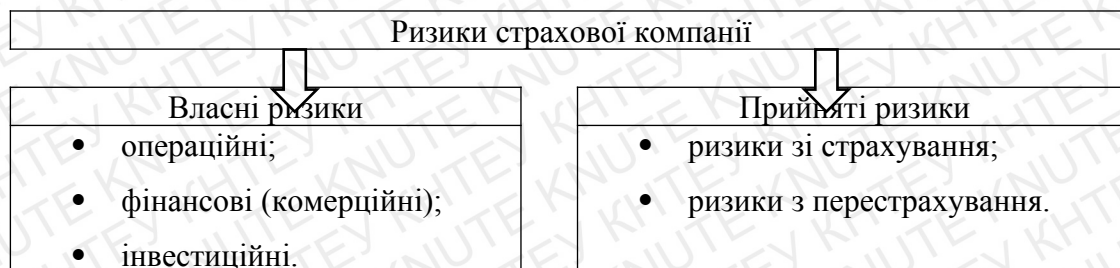 Ризики страхової компанії
Власні ризики
• операційні;
• фінансові (комерційні);
• інвестиційні.
Прийняті ризики
• ризики зі страхування;
• ризики з перестрахування.